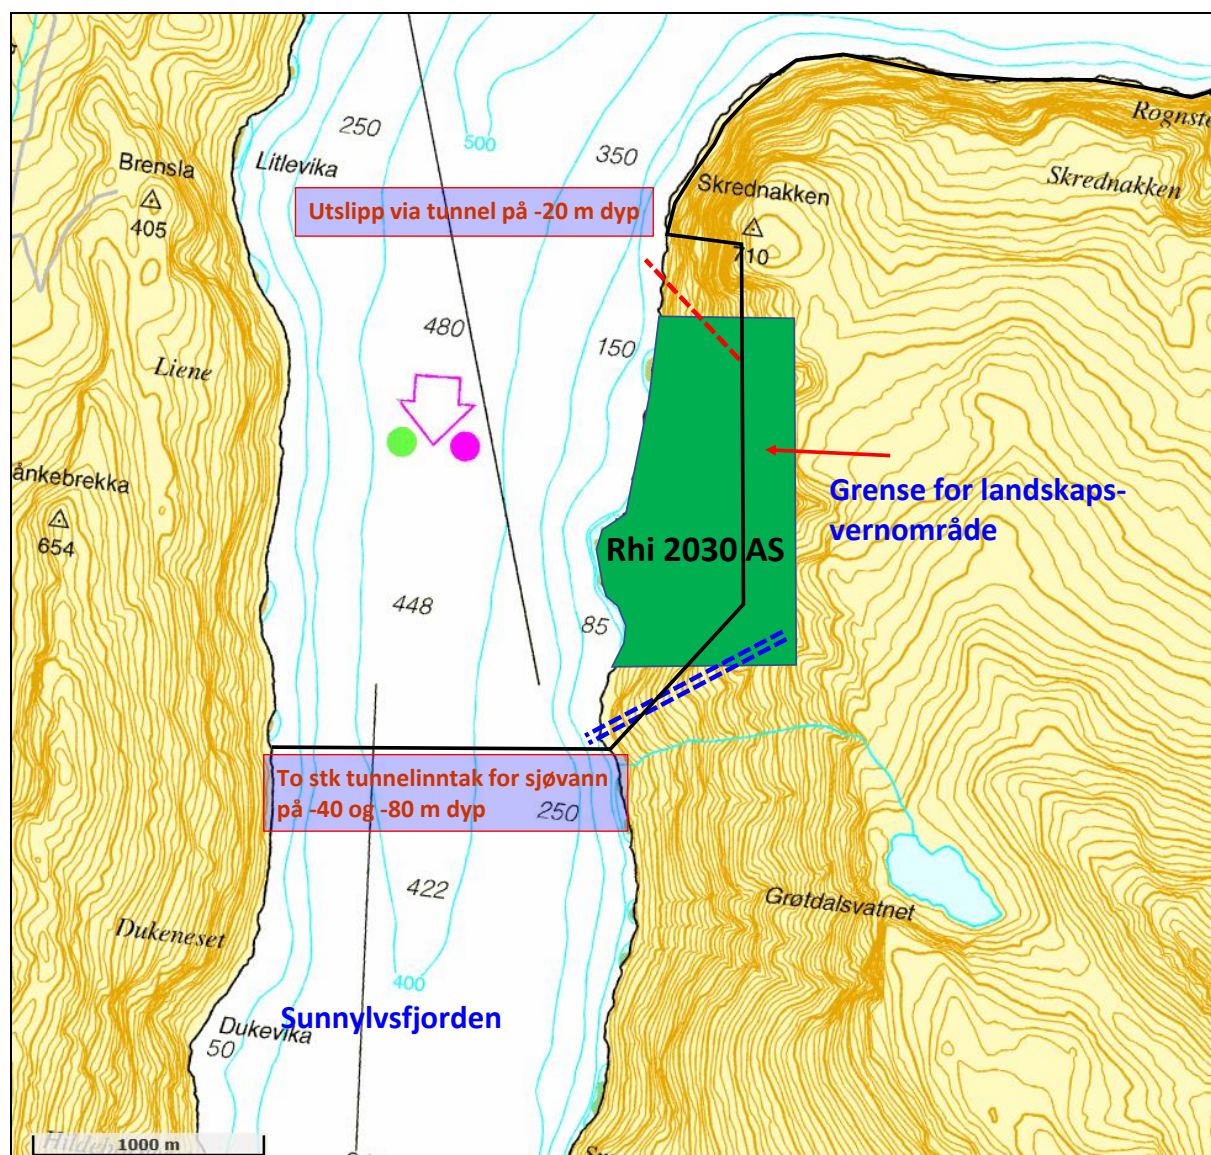 500
250
350
Rognst
Brensla
Litlevika
Skrednakken
Skrednakken
405
Utslipp via tunnel på -20 m dyp
710
480
150
Liene
ånkebrekka
654
Grense for landskaps-
vernområde
Rhi 2030 AS
448
85
To stk tunnelinntak for sjøvann
på -40 og -80 m dyp
250
422
Grøtdalsvatnet
Dukeneset
400
Sunnylvsfjorden
Dukevika
50
1000 m